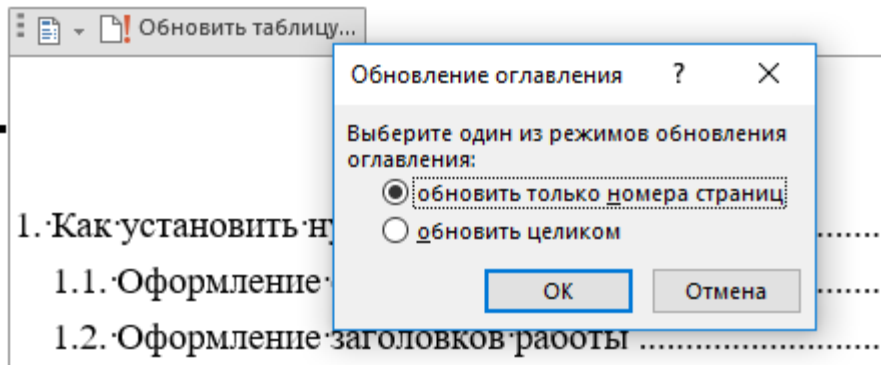 Обновить таблицу...
Обновление оглавления ? ×
Выберите один из режимов обновления
оглавления:
обновить только номера страниц
обновить целиком
ОК Отмена
1. Как установить
1.1. Оформление
1.2. Оформление заголовков работы ........................